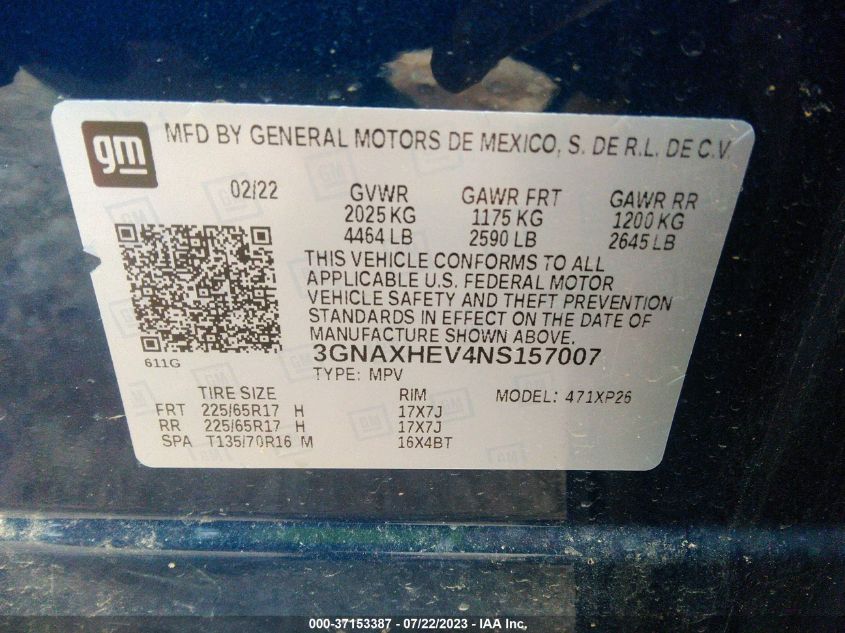 gm
MFD BY GENERAL MOTORS DE MEXICO, S. DE R.L. DE C.V.
02/22 GVWR GAWR FRT GAWR RR
2025 KG 1175 KG 1200 KG
4464 LB 2590 LB 2645 LB
THIS VEHICLE CONFORMS TO ALL
APPLICABLE U.S. FEDERAL MOTOR
VEHICLE SAFETY AND THEFT PREVENTION
STANDARDS IN EFFECT ON THE DATE OF
MANUFACTURE SHOWN ABOVE.
611G 3GNAXHEV4NS157007
TYPE: MPV
TIRE SIZE RIM MODEL: 471XP26
FRT 225/65R17 H 17X7J
RR 225/65R17 H 17X7J
SPA T135/70R16 M 16X4BT
000-37153387 - 07/22/2023 - IAA Inc.